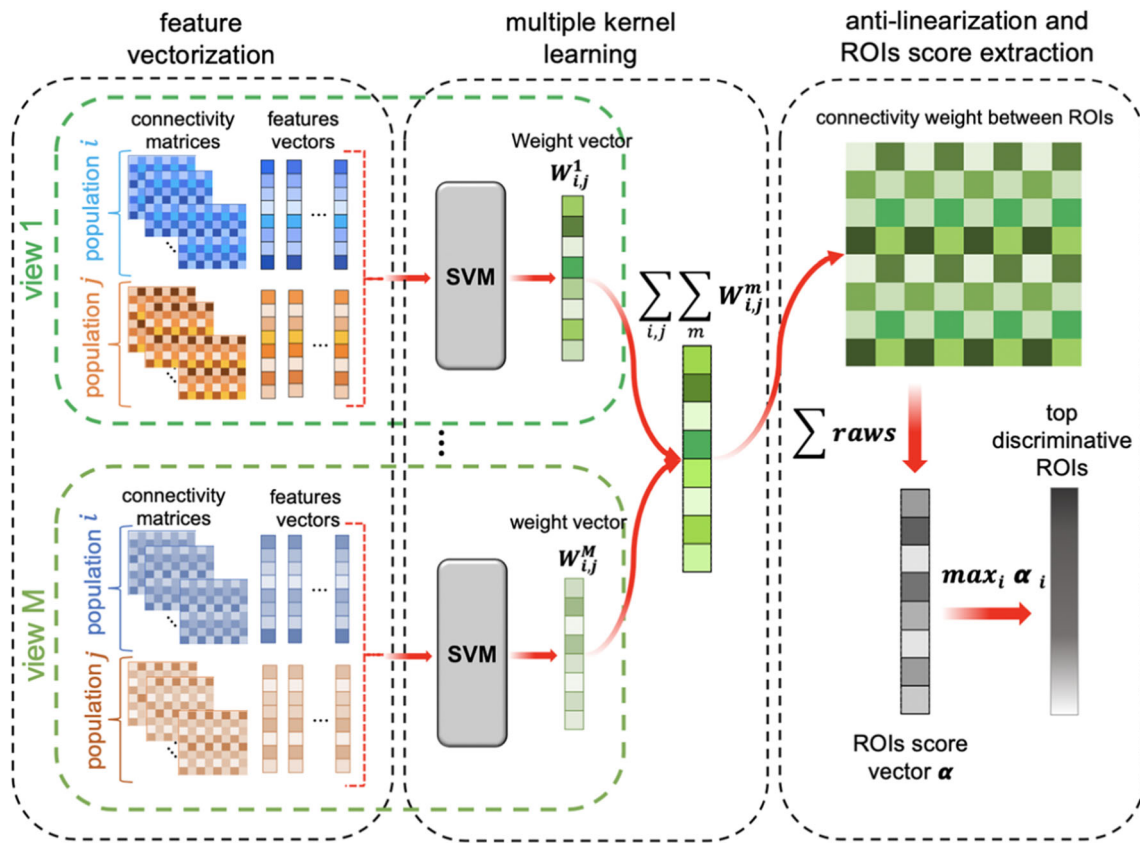 feature
vectorization
multiple kernel
learning
anti-linearization and
ROIs score extraction
view 1
population i
population j
connectivity
matrices
features
vectors
...
...
SVM
Weight vector
W^1_{i,j}
...
view M
population i
population j
connectivity
matrices
features
vectors
...
...
SVM
weight vector
W^M_{i,j}
∑_{i,j} ∑_m W^m_{i,j}
connectivity weight between ROIs
∑ raws
top
discriminative
ROIs
max_i α_i
ROIs score
vector α